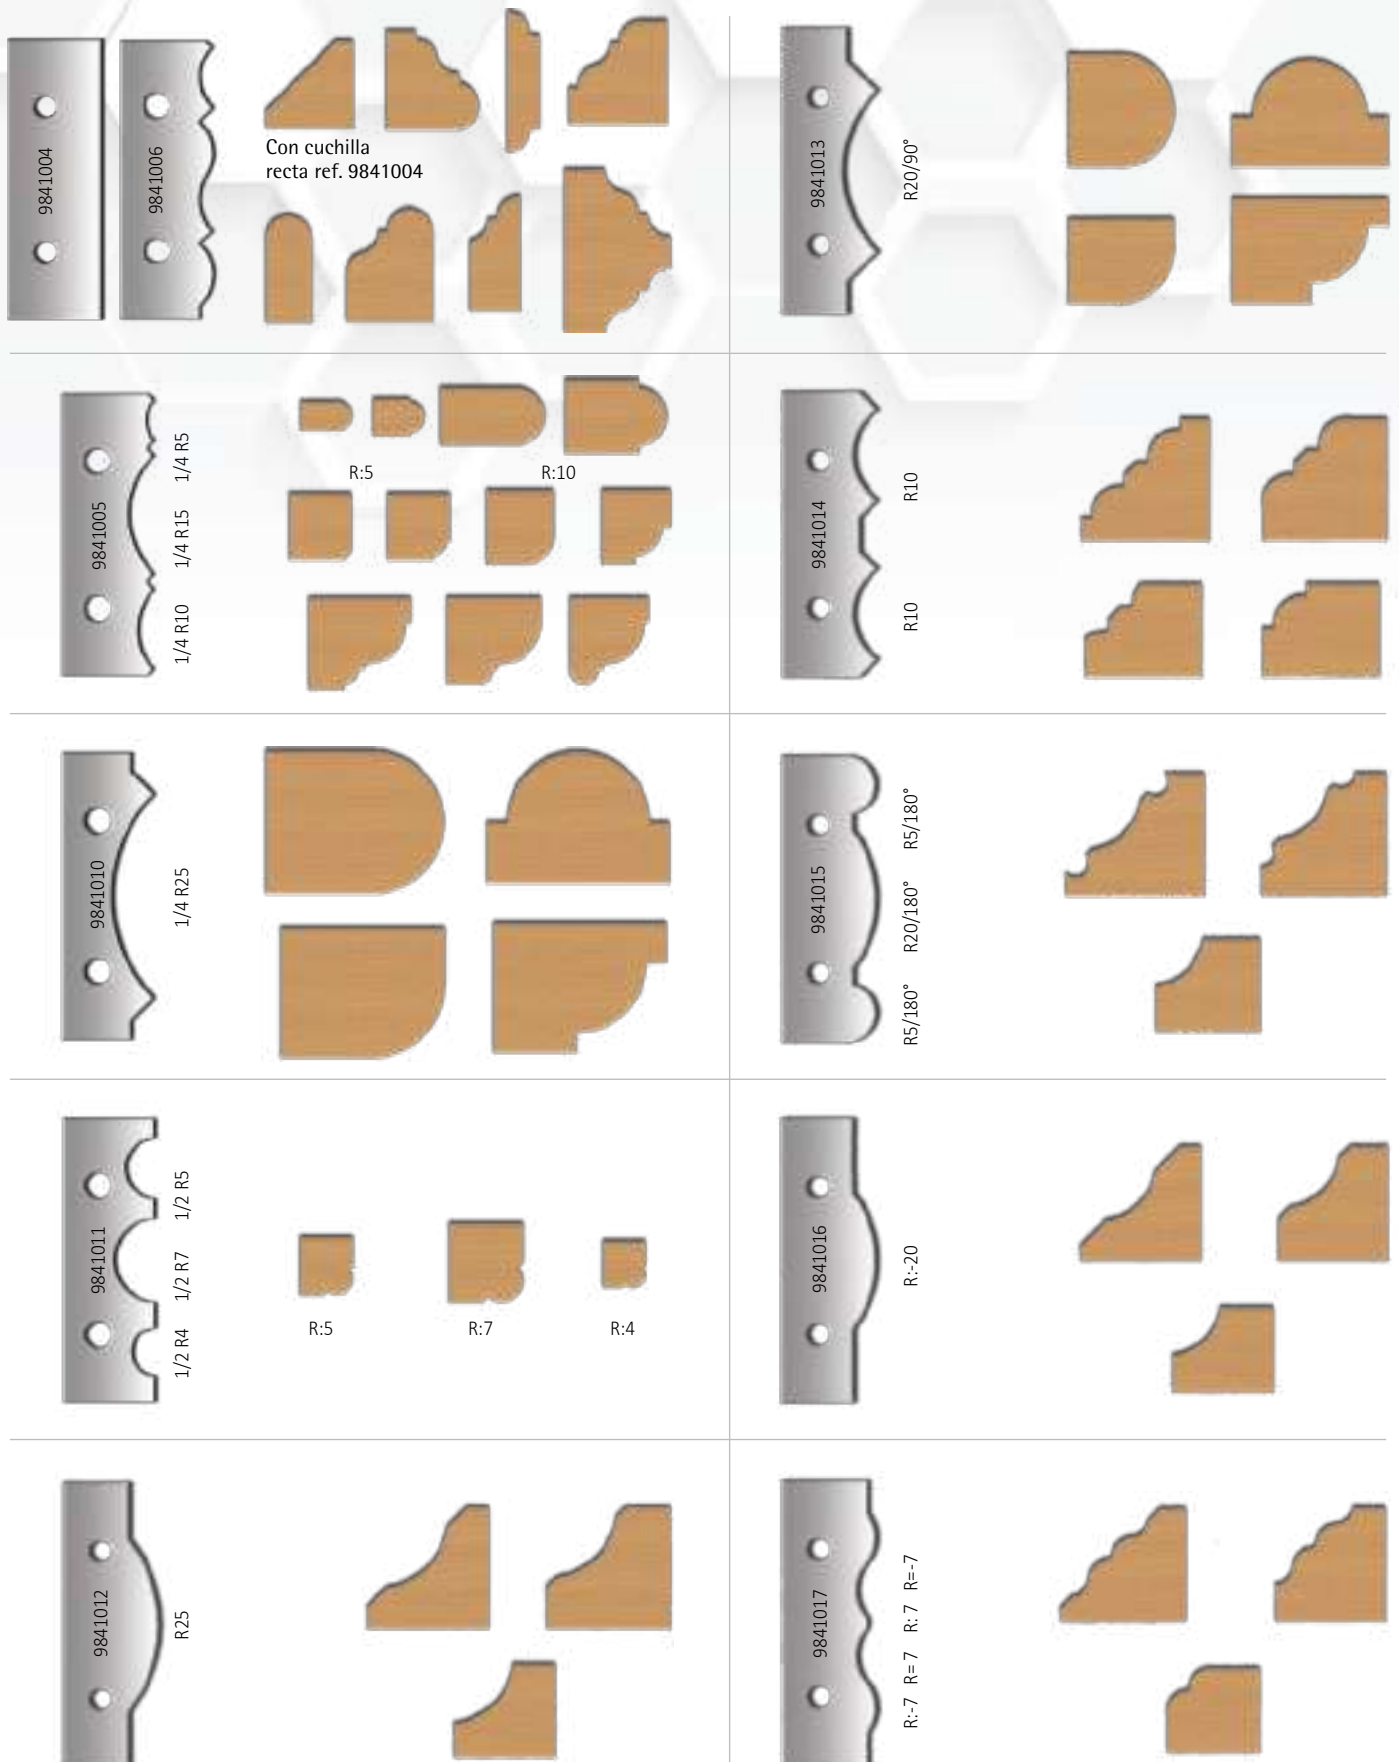 9841004
9841006
Con cuchilla
recta ref. 9841004
9841013
R20/90°
9841005
1/4 R5
1/4 R15
1/4 R10
R:5
R:10
9841014
R10
R10
9841010
1/4 R25
9841015
R5/180°
R20/180°
R5/180°
9841011
1/2 R5
1/2 R7
1/2 R4
R:5
R:7
R:4
9841016
R:-20
9841012
R25
9841017
R:-7 R=7 R: 7 R=-7